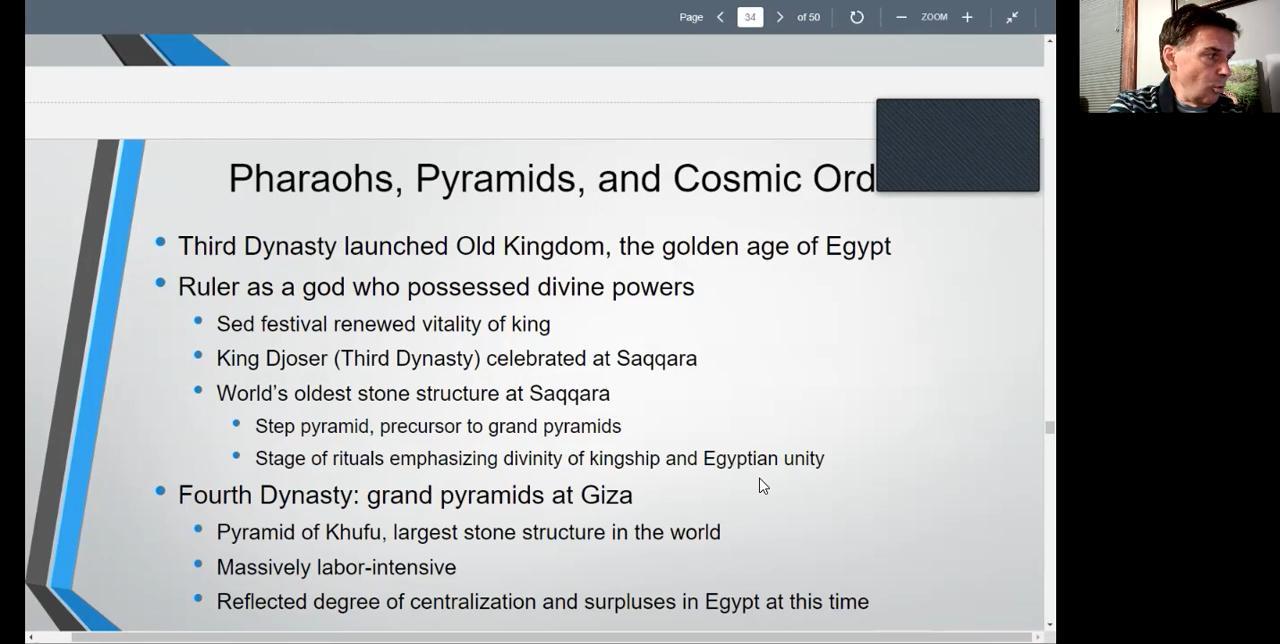 Page 34 of 50 ZOOM
Pharaohs, Pyramids, and Cosmic Ord
• Third Dynasty launched Old Kingdom, the golden age of Egypt
• Ruler as a god who possessed divine powers
• Sed festival renewed vitality of king
• King Djoser (Third Dynasty) celebrated at Saqqara
• World’s oldest stone structure at Saqqara
• Step pyramid, precursor to grand pyramids
• Stage of rituals emphasizing divinity of kingship and Egyptian unity
• Fourth Dynasty: grand pyramids at Giza
• Pyramid of Khufu, largest stone structure in the world
• Massively labor-intensive
• Reflected degree of centralization and surpluses in Egypt at this time